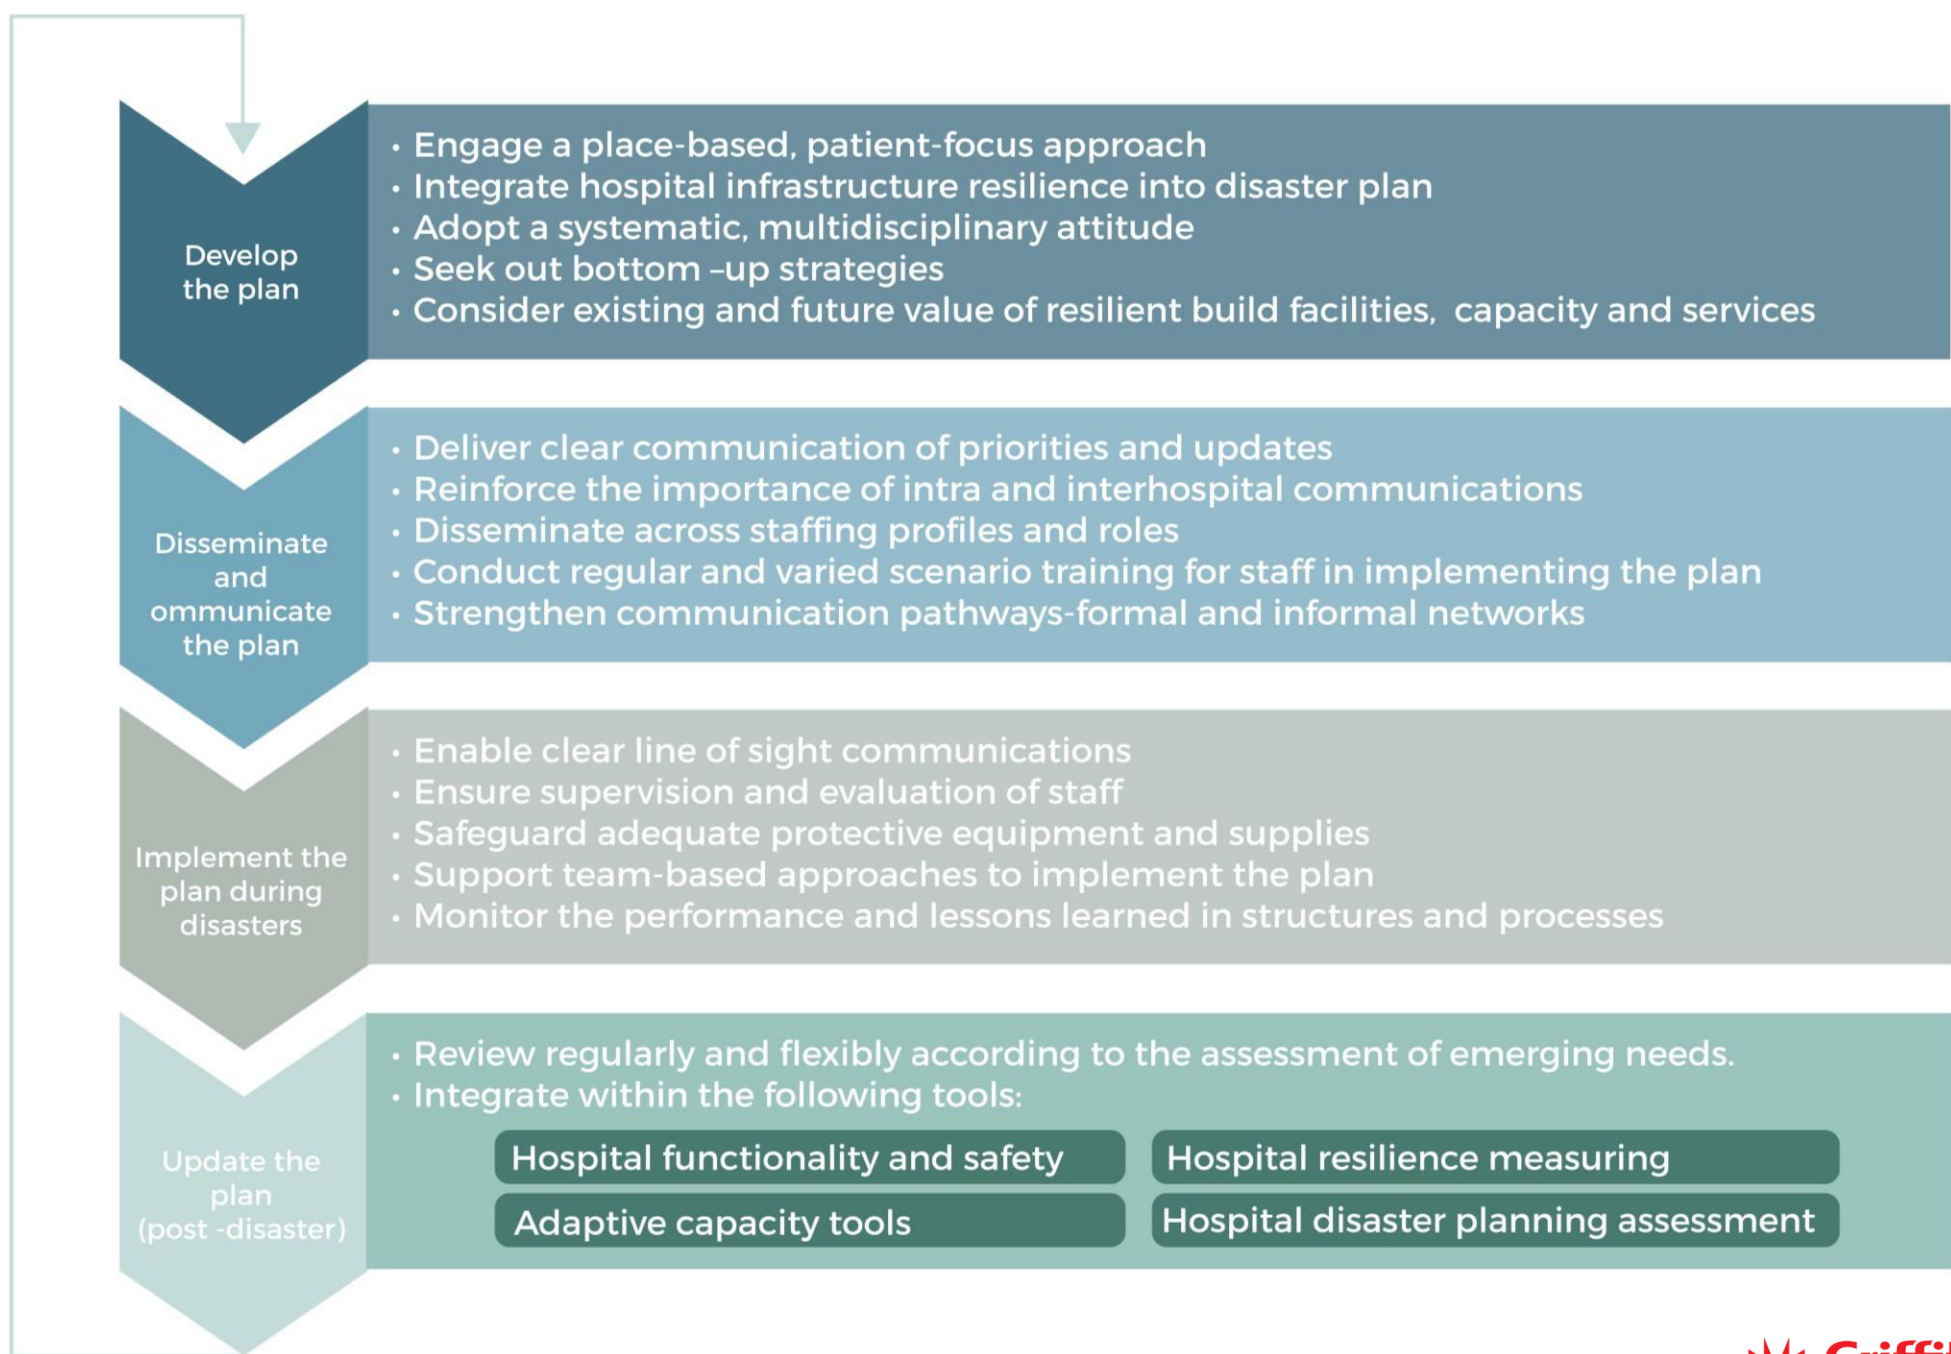 Develop
the plan
• Engage a place-based, patient-focus approach
• Integrate hospital infrastructure resilience into disaster plan
• Adopt a systematic, multidisciplinary attitude
• Seek out bottom –up strategies
• Consider existing and future value of resilient build facilities, capacity and services
Disseminate
and
ommunicate
the plan
• Deliver clear communication of priorities and updates
• Reinforce the importance of intra and interhospital communications
• Disseminate across staffing profiles and roles
• Conduct regular and varied scenario training for staff in implementing the plan
• Strengthen communication pathways-formal and informal networks
Implement the
plan during
disasters
• Enable clear line of sight communications
• Ensure supervision and evaluation of staff
• Safeguard adequate protective equipment and supplies
• Support team-based approaches to implement the plan
• Monitor the performance and lessons learned in structures and processes
Update the
plan
(post -disaster)
• Review regularly and flexibly according to the assessment of emerging needs.
• Integrate within the following tools:
Hospital functionality and safety
Hospital resilience measuring
Adaptive capacity tools
Hospital disaster planning assessment